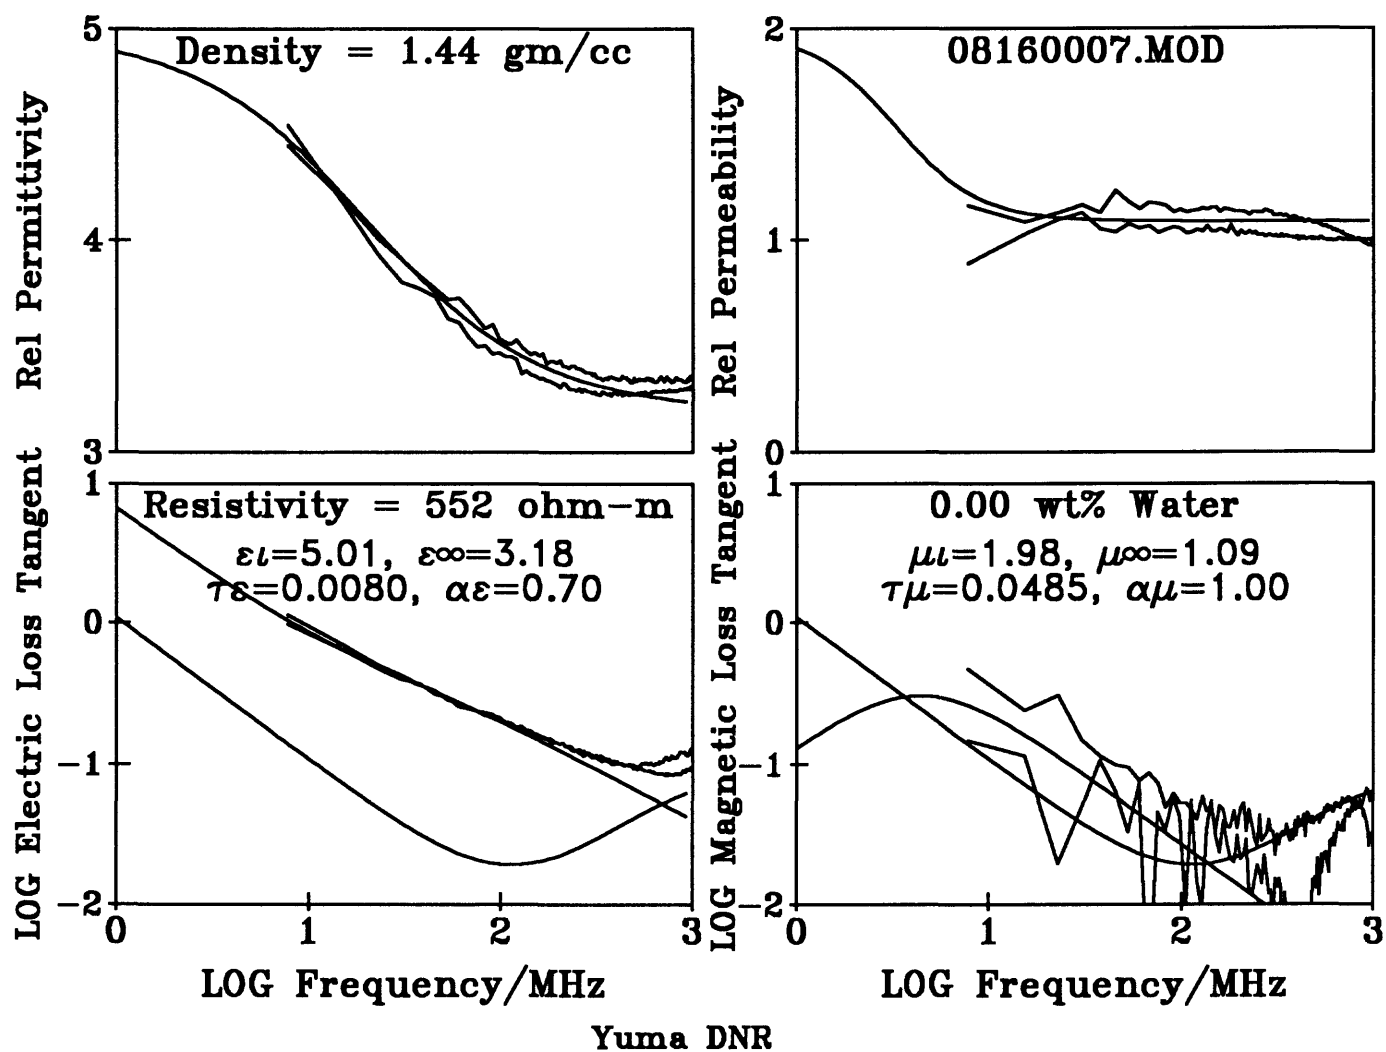 5
4
3
Rel Permittivity
Density = 1.44 gm/cc
2
1
0
Rel Permeability
08160007.MOD
1
0
−1
−2
LOG Electric Loss Tangent
Resistivity = 552 ohm−m
ει=5.01, ε∞=3.18
τε=0.0080, αε=0.70
0
1
2
3
LOG Frequency/MHz
1
0
−1
−2
LOG Magnetic Loss Tangent
0.00 wt% Water
μι=1.98, μ∞=1.09
τμ=0.0485, αμ=1.00
0
1
2
3
LOG Frequency/MHz
Yuma DNR